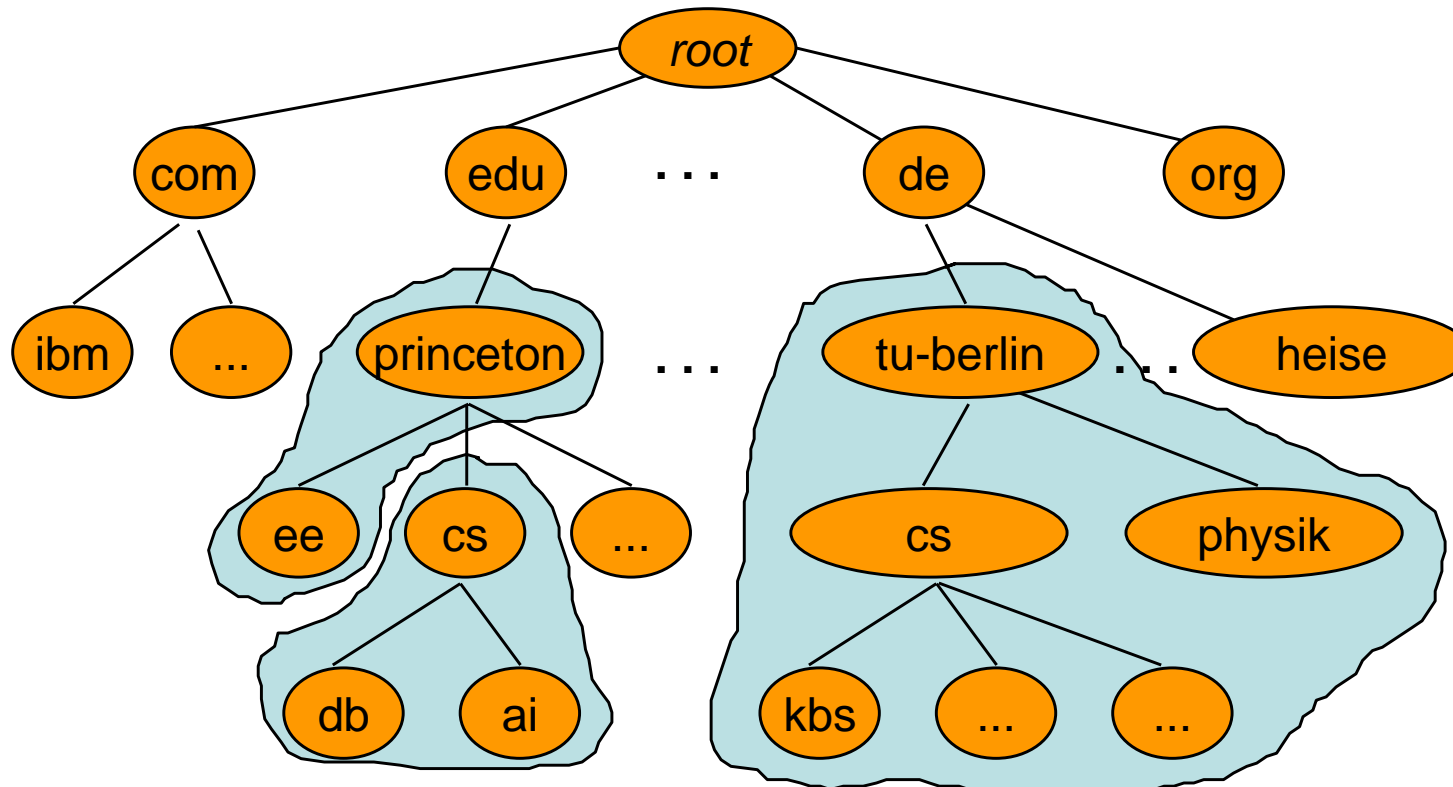 root
com edu ... de org
ibm ... princeton ... tu-berlin ... heise
ee cs ... cs physik
db ai kbs ... ...